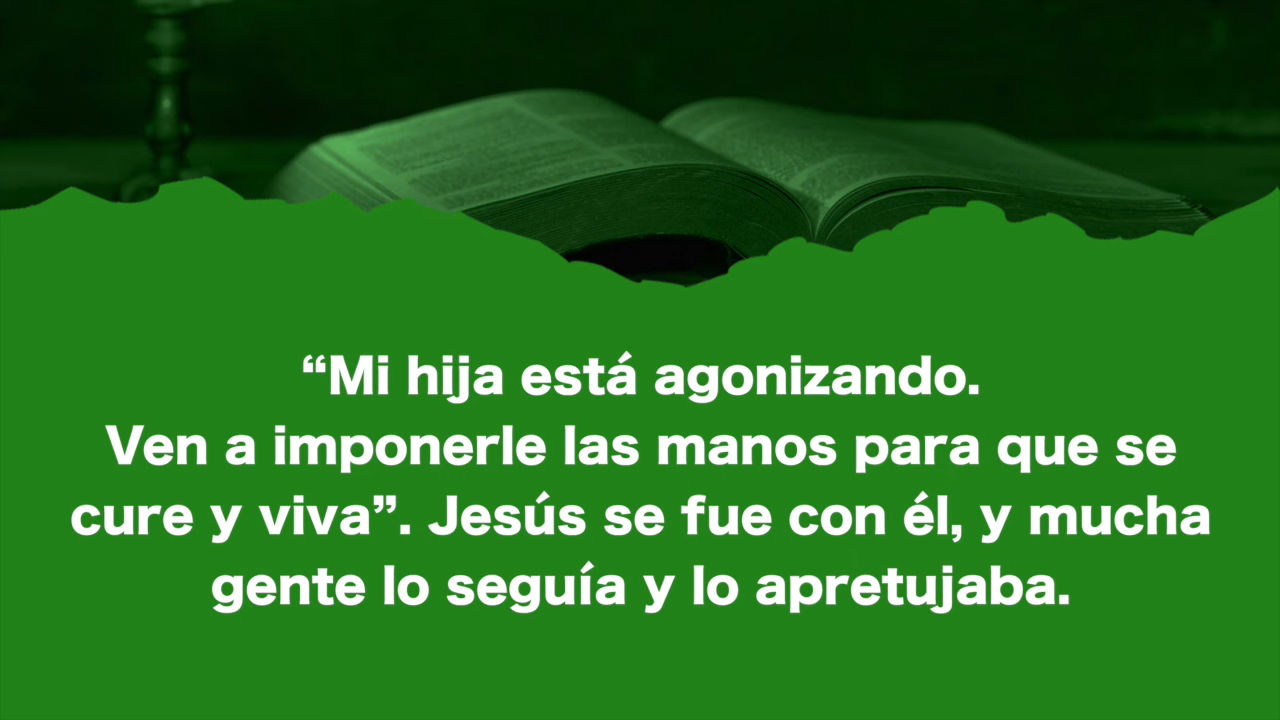 “Mi hija está agonizando.
Ven a imponerle las manos para que se
cure y viva”. Jesús se fue con él, y mucha
gente lo seguía y lo apretujaba.